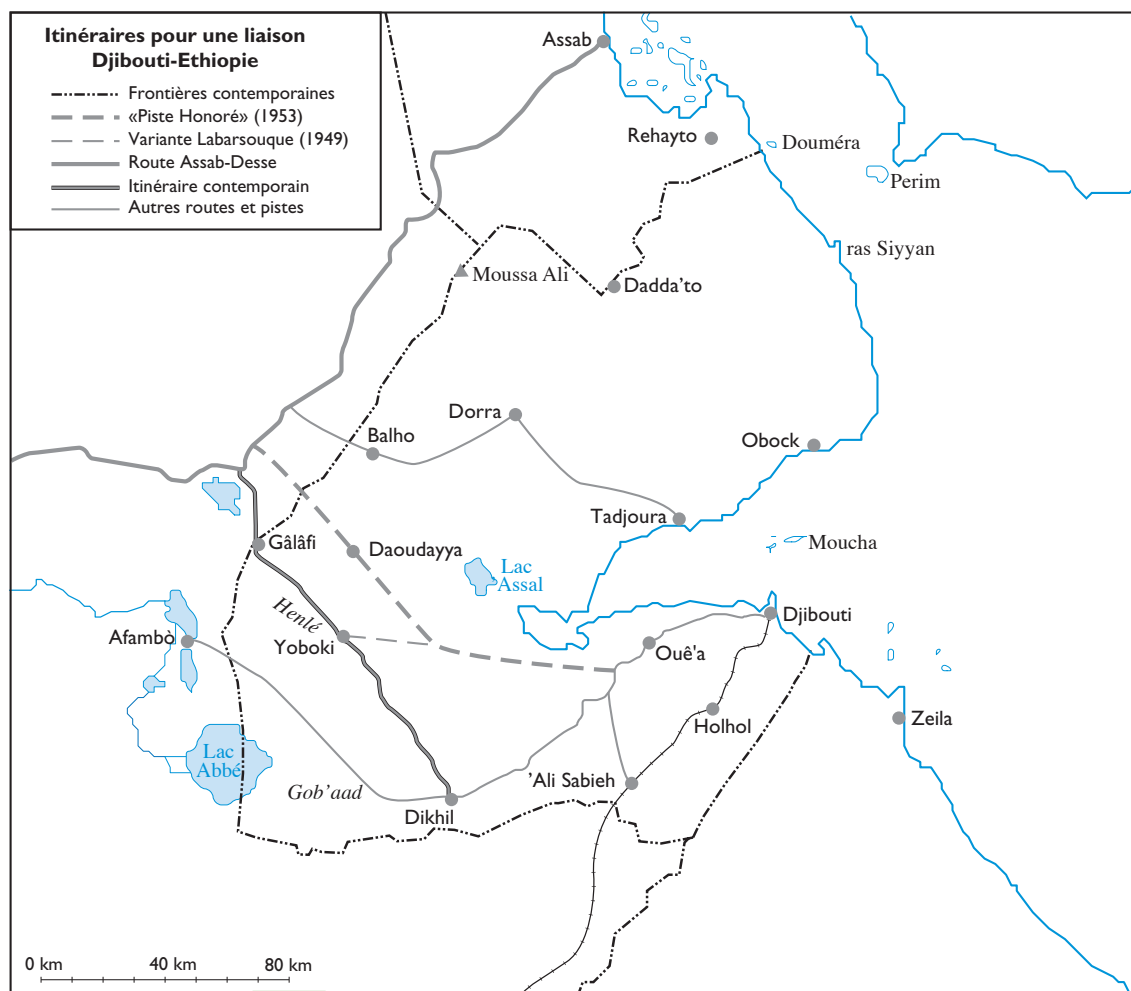 Itinéraires pour une liaison
Djibouti-Ethiopie
Frontières contemporaines
«Piste Honoré» (1953)
Variante Labarsouque (1949)
Route Assab-Desse
Itinéraire contemporain
Autres routes et pistes
Assab
Rehayto
Douméra
Perim
ras Siyyan
Moussa Ali
Dadda'to
Dorra
Balho
Obock
Tadjoura
Moucha
Gâlâfi
Daoudayya
Lac
Assal
Henlé
Djibouti
Afambò
Yoboki
Ouê'a
Holhol
Zeila
Lac
Abbé
Gob'aad
'Ali Sabieh
Dikhil
0 km
40 km
80 km